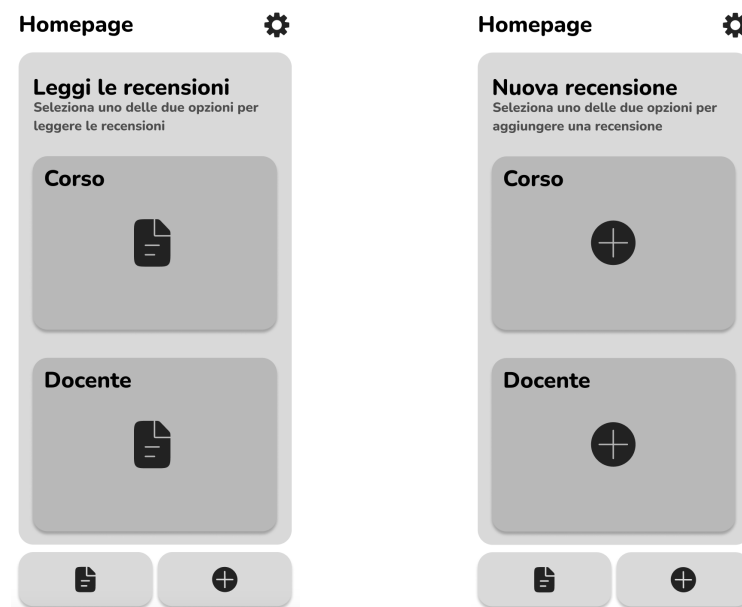 Homepage
Leggi le recensioni
Seleziona uno delle due opzioni per
leggere le recensioni
Corso
Docente
Homepage
Nuova recensione
Seleziona uno delle due opzioni per
aggiungere una recensione
Corso
Docente